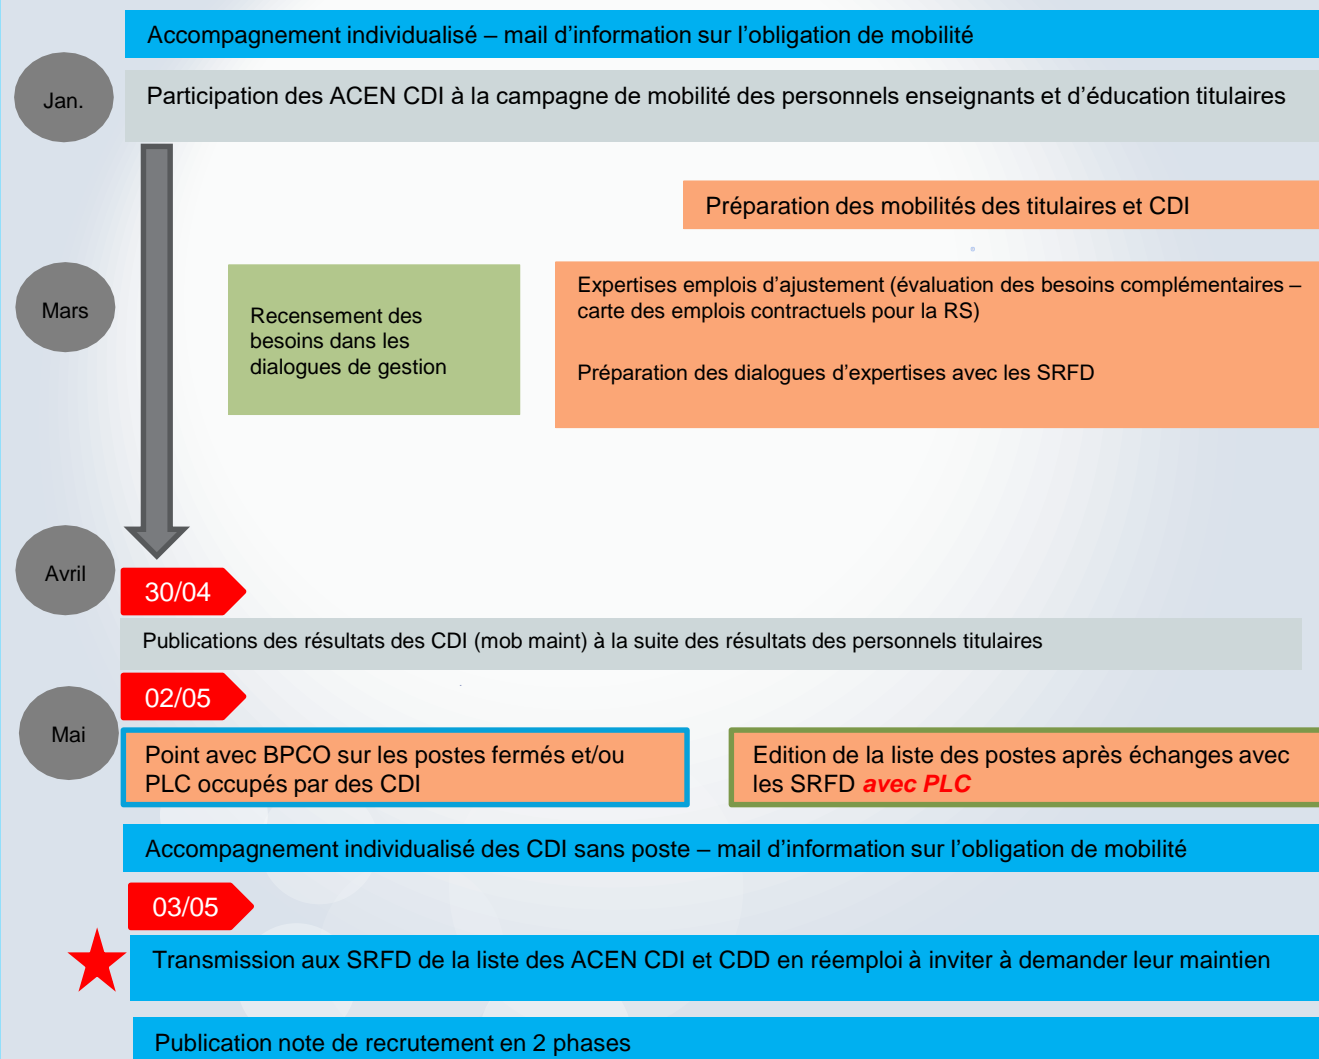 Accompagnement individualisé – mail d'information sur l'obligation de mobilité
Jan.
Participation des ACEN CDI à la campagne de mobilité des personnels enseignants et d'éducation titulaires
Préparation des mobilités des titulaires et CDI
Mars
Recensement des
besoins dans les
dialogues de gestion
Expertises emplois d'ajustement (évaluation des besoins complémentaires –
carte des emplois contractuels pour la RS)
Préparation des dialogues d'expertises avec les SRFD
Avril
30/04
Publications des résultats des CDI (mob maint) à la suite des résultats des personnels titulaires
02/05
Mai
Point avec BPCO sur les postes fermés et/ou
PLC occupés par des CDI
Edition de la liste des postes après échanges avec
les SRFD avec PLC
Accompagnement individualisé des CDI sans poste – mail d'information sur l'obligation de mobilité
03/05
Transmission aux SRFD de la liste des ACEN CDI et CDD en réemploi à inviter à demander leur maintien
Publication note de recrutement en 2 phases